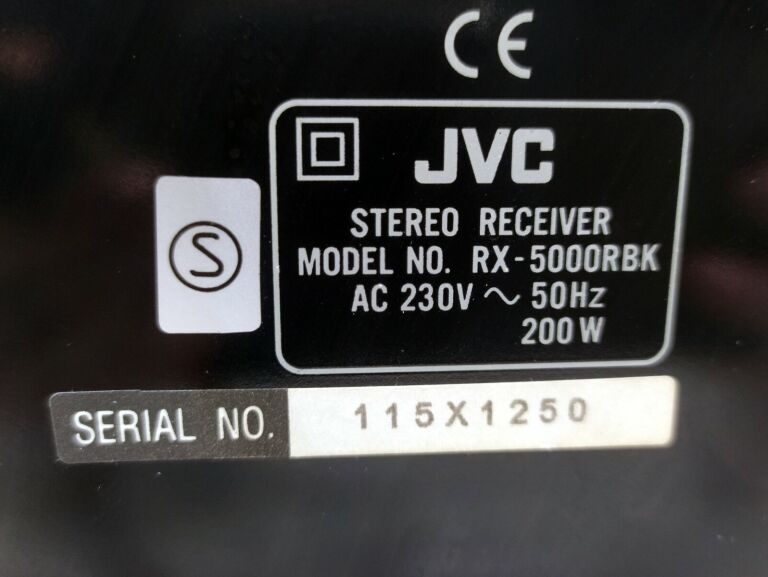 CE
JVC
STEREO RECEIVER
MODEL NO. RX-5000RBK
AC 230V ~ 50Hz
200W
S
SERIAL NO. 115X1250